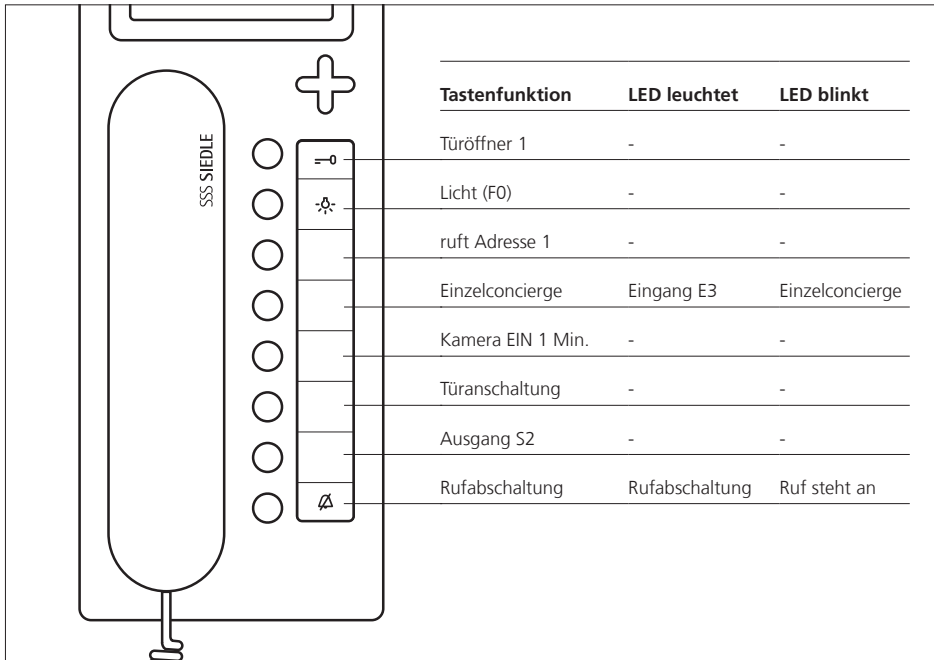 SSS SIEDLE
Tastenfunktion LED leuchtet LED blinkt
Türöffner 1 - -
Licht (F0) - -
ruft Adresse 1 - -
Einzelconcierge Eingang E3 Einzelconcierge
Kamera EIN 1 Min. - -
Türanschaltung - -
Ausgang S2 - -
Rufabschaltung Rufabschaltung Ruf steht an